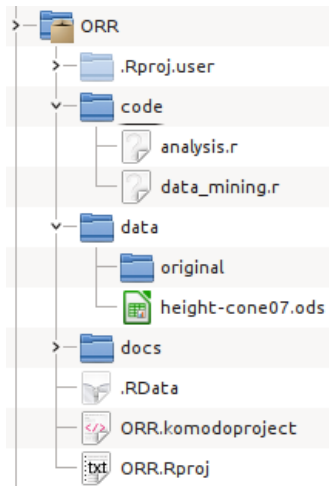 ORR
.Rproj.user
code
analysis.r
data_mining.r
data
original
height-cone07.ods
docs
.RData
</>
ORR.komodoproject
txt
ORR.Rproj